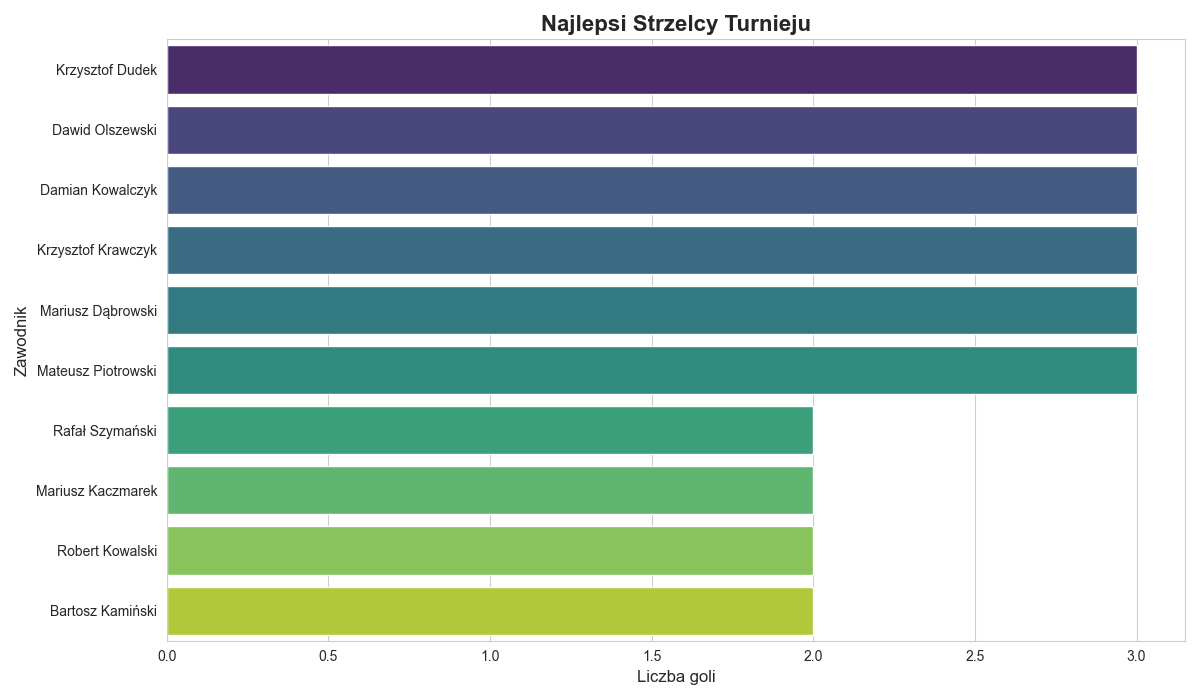 Najlepsi Strzelcy Turnieju
Zawodnik
Krzysztof Dudek
Dawid Olszewski
Damian Kowalczyk
Krzysztof Krawczyk
Mariusz Dąbrowski
Mateusz Piotrowski
Rafał Szymański
Mariusz Kaczmarek
Robert Kowalski
Bartosz Kamiński
0.0 0.5 1.0 1.5 2.0 2.5 3.0
Liczba goli